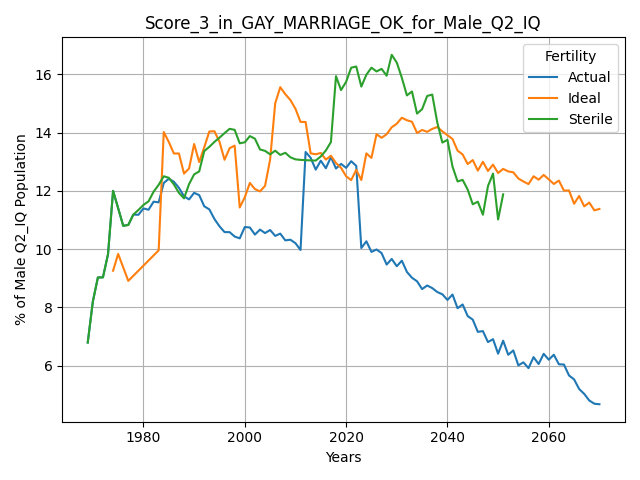 Score_3_in_GAY_MARRIAGE_OK_for_Male_Q2_IQ
% of Male Q2_IQ Population
16
14
12
10
8
6
Fertility
Actual
Ideal
Sterile
1980 2000 2020 2040 2060
Years